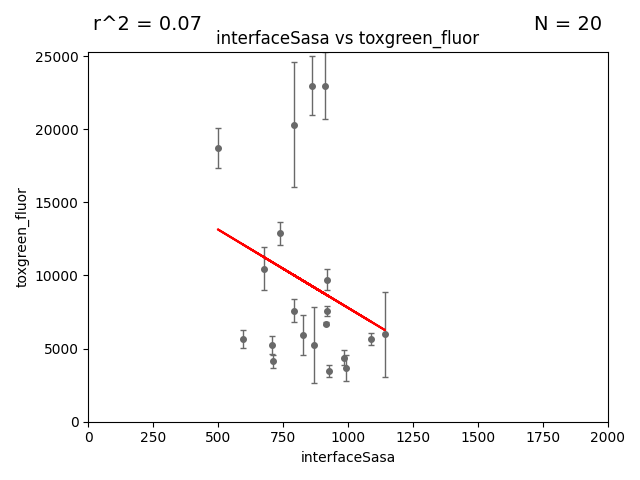 r^2 = 0.07
N = 20
interfaceSasa vs toxgreen_fluor
25000
20000
15000
10000
5000
0
toxgreen_fluor
0 250 500 750 1000 1250 1500 1750 2000
interfaceSasa